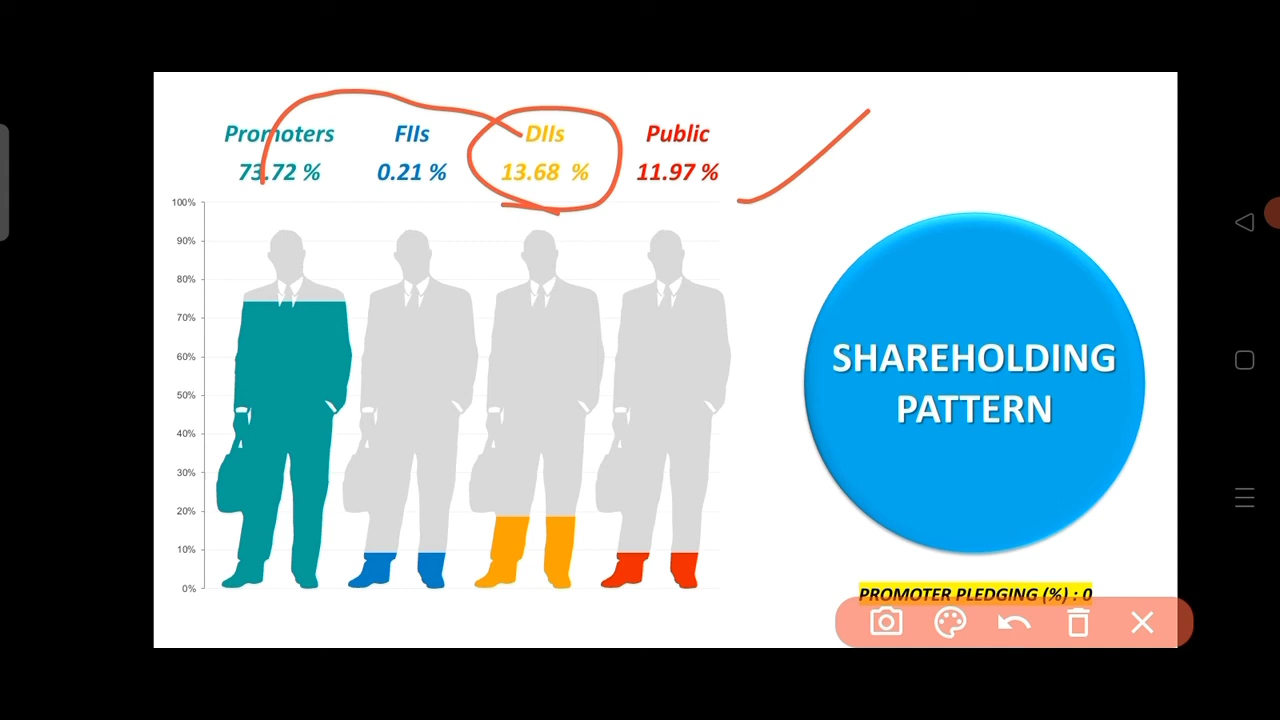 Promoters FIIs DIIs Public
73.72 % 0.21 % 13.68 % 11.97 %
100%
90%
80%
70%
60%
50%
40%
30%
20%
10%
0%
SHAREHOLDING
PATTERN
PROMOTER PLEDGING (%) : 0